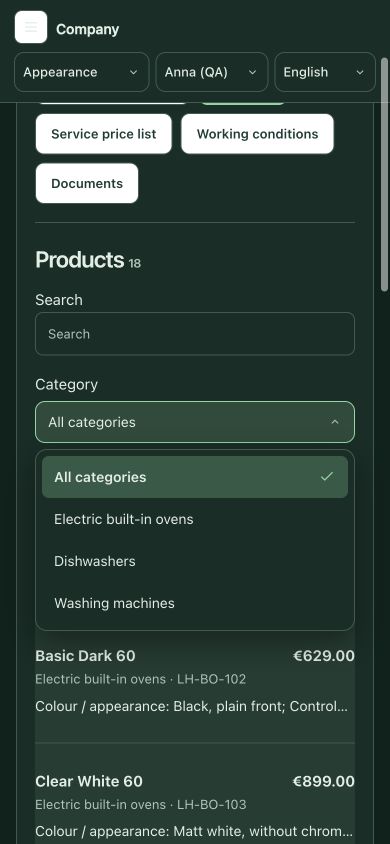 Company
Appearance
Anna (QA)
English
Service price list
Working conditions
Documents
Products 18
Search
Search
Category
All categories
All categories
Electric built-in ovens
Dishwashers
Washing machines
Basic Dark 60 €629.00
Electric built-in ovens · LH-BO-102
Colour / appearance: Black, plain front; Control...
Clear White 60 €899.00
Electric built-in ovens · LH-BO-103
Colour / appearance: Matt white, without chrom...